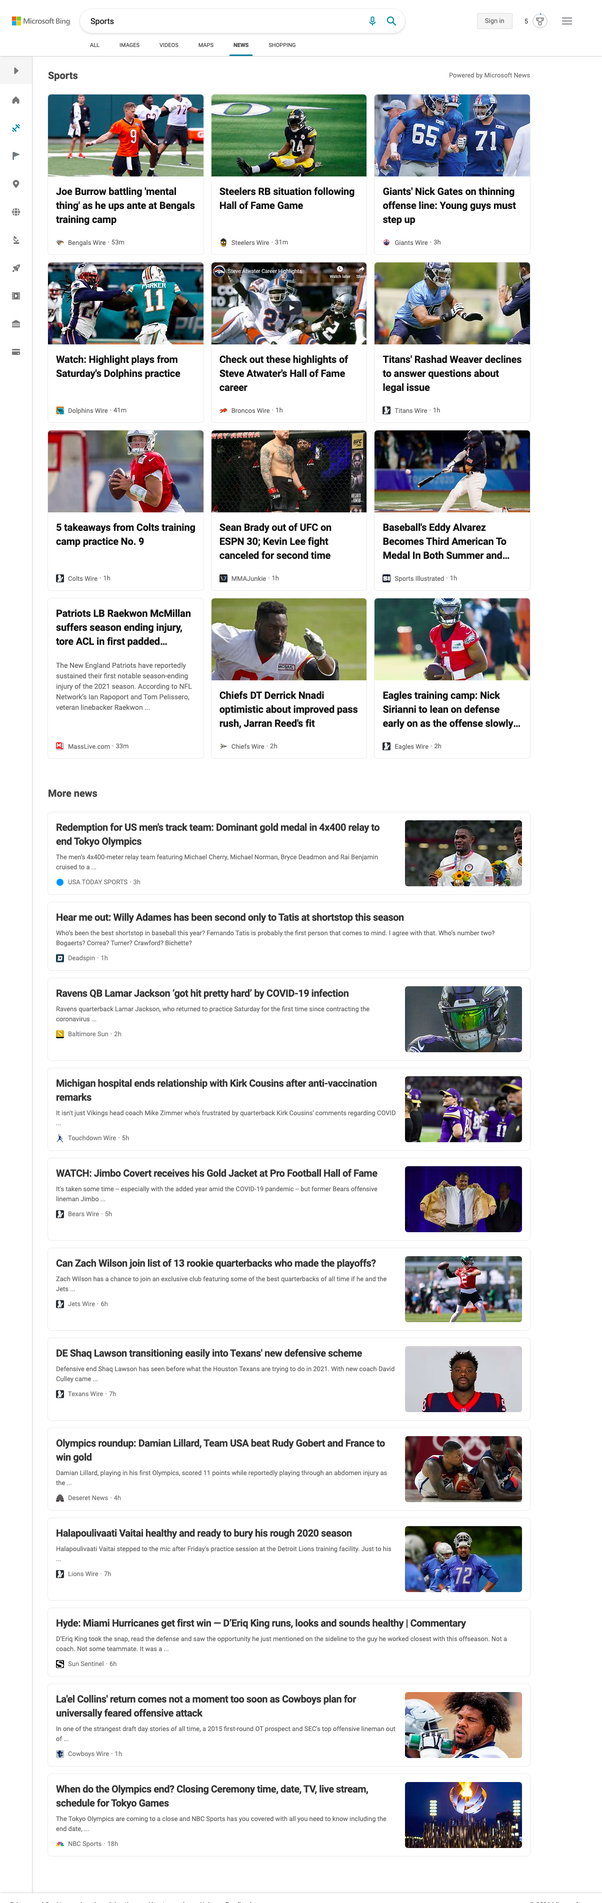 Microsoft Bing
Sports
Sign in
5
ALL
IMAGES
VIDEOS
MAPS
NEWS
SHOPPING
Sports
Powered by Microsoft News
Joe Burrow battling 'mental
thing' as he ups ante at Bengals
training camp
Bengals Wire · 53m
Steelers RB situation following
Hall of Fame Game
Steelers Wire · 31m
Giants' Nick Gates on thinning
offense line: Young guys must
step up
Giants Wire · 3h
Watch: Highlight plays from
Saturday's Dolphins practice
Dolphins Wire · 41m
Steve Atwater Career Highlights
Watch later
Check out these highlights of
Steve Atwater's Hall of Fame
career
Broncos Wire · 1h
Titans' Rashad Weaver declines
to answer questions about
legal issue
Titans Wire · 1h
5 takeaways from Colts training
camp practice No. 9
Colts Wire · 1h
Sean Brady out of UFC on
ESPN 30; Kevin Lee fight
canceled for second time
MMAJunkie · 1h
Baseball's Eddy Alvarez
Becomes Third American To
Medal In Both Summer and...
Sports Illustrated · 1h
Patriots LB Raekwon McMillan
suffers season ending injury,
tore ACL in first padded...
The New England Patriots have reportedly
sustained their first notable season-ending
injury of the 2021 season. According to NFL
Network's Ian Rapoport and Tom Pelissero,
veteran linebacker Raekwon ...
MassLive.com · 33m
Chiefs DT Derrick Nnadi
optimistic about improved pass
rush, Jarran Reed's fit
Chiefs Wire · 2h
Eagles training camp: Nick
Sirianni to lean on defense
early on as the offense slowly...
Eagles Wire · 2h
More news
Redemption for US men's track team: Dominant gold medal in 4x400 relay to
end Tokyo Olympics
The men's 4x400-meter relay team featuring Michael Cherry, Michael Norman, Bryce Deadmon and Rai Benjamin
cruised to a ...
USA TODAY SPORTS · 3h
Hear me out: Willy Adames has been second only to Tatis at shortstop this season
Who's been the best shortstop in baseball this year? Fernando Tatis is probably the first person that comes to mind. I agree with that. Who's number two?
Bogaerts? Correa? Turner? Crawford? Bichette?
Deadspin · 1h
Ravens QB Lamar Jackson ‘got hit pretty hard’ by COVID-19 infection
Ravens quarterback Lamar Jackson, who returned to practice Saturday for the first time since contracting the
coronavirus ...
Baltimore Sun · 2h
Michigan hospital ends relationship with Kirk Cousins after anti-vaccination
remarks
It isn't just Vikings head coach Mike Zimmer who's frustrated by quarterback Kirk Cousins' comments regarding COVID
...
Touchdown Wire · 5h
WATCH: Jimbo Covert receives his Gold Jacket at Pro Football Hall of Fame
It's taken some time – especially with the added year amid the COVID-19 pandemic – but former Bears offensive
lineman Jimbo ...
Bears Wire · 5h
Can Zach Wilson join list of 13 rookie quarterbacks who made the playoffs?
Zach Wilson has a chance to join an exclusive club featuring some of the best quarterbacks of all time if he and the
Jets ...
Jets Wire · 6h
DE Shaq Lawson transitioning easily into Texans' new defensive scheme
Defensive end Shaq Lawson has seen before what the Houston Texans are trying to do in 2021. With new coach David
Culley came ...
Texans Wire · 7h
Olympics roundup: Damian Lillard, Team USA beat Rudy Gobert and France to
win gold
Damian Lillard, playing in his first Olympics, scored 11 points while reportedly playing through an abdomen injury as
the ...
Deseret News · 4h
Halapoulivaati Vaitai healthy and ready to bury his rough 2020 season
Halapoulivaati Vaitai stepped to the mic after Friday's practice session at the Detroit Lions training facility. Just to his
...
Lions Wire · 7h
Hyde: Miami Hurricanes get first win — D'Eriq King runs, looks and sounds healthy | Commentary
D'Eriq King took the snap, read the defense and saw the opportunity he just mentioned on the sideline to the guy he worked closest with this offseason. Not a
coach. Not some teammate. It was a ...
Sun Sentinel · 6h
La'el Collins' return comes not a moment too soon as Cowboys plan for
universally feared offensive attack
In one of the strangest draft day stories of all time, a 2015 first-round OT prospect and SEC's top offensive lineman out
of ...
Cowboys Wire · 1h
When do the Olympics end? Closing Ceremony time, date, TV, live stream,
schedule for Tokyo Games
The Tokyo Olympics are coming to a close and NBC Sports has you covered with all you need to know including the
end date, ...
NBC Sports · 18h